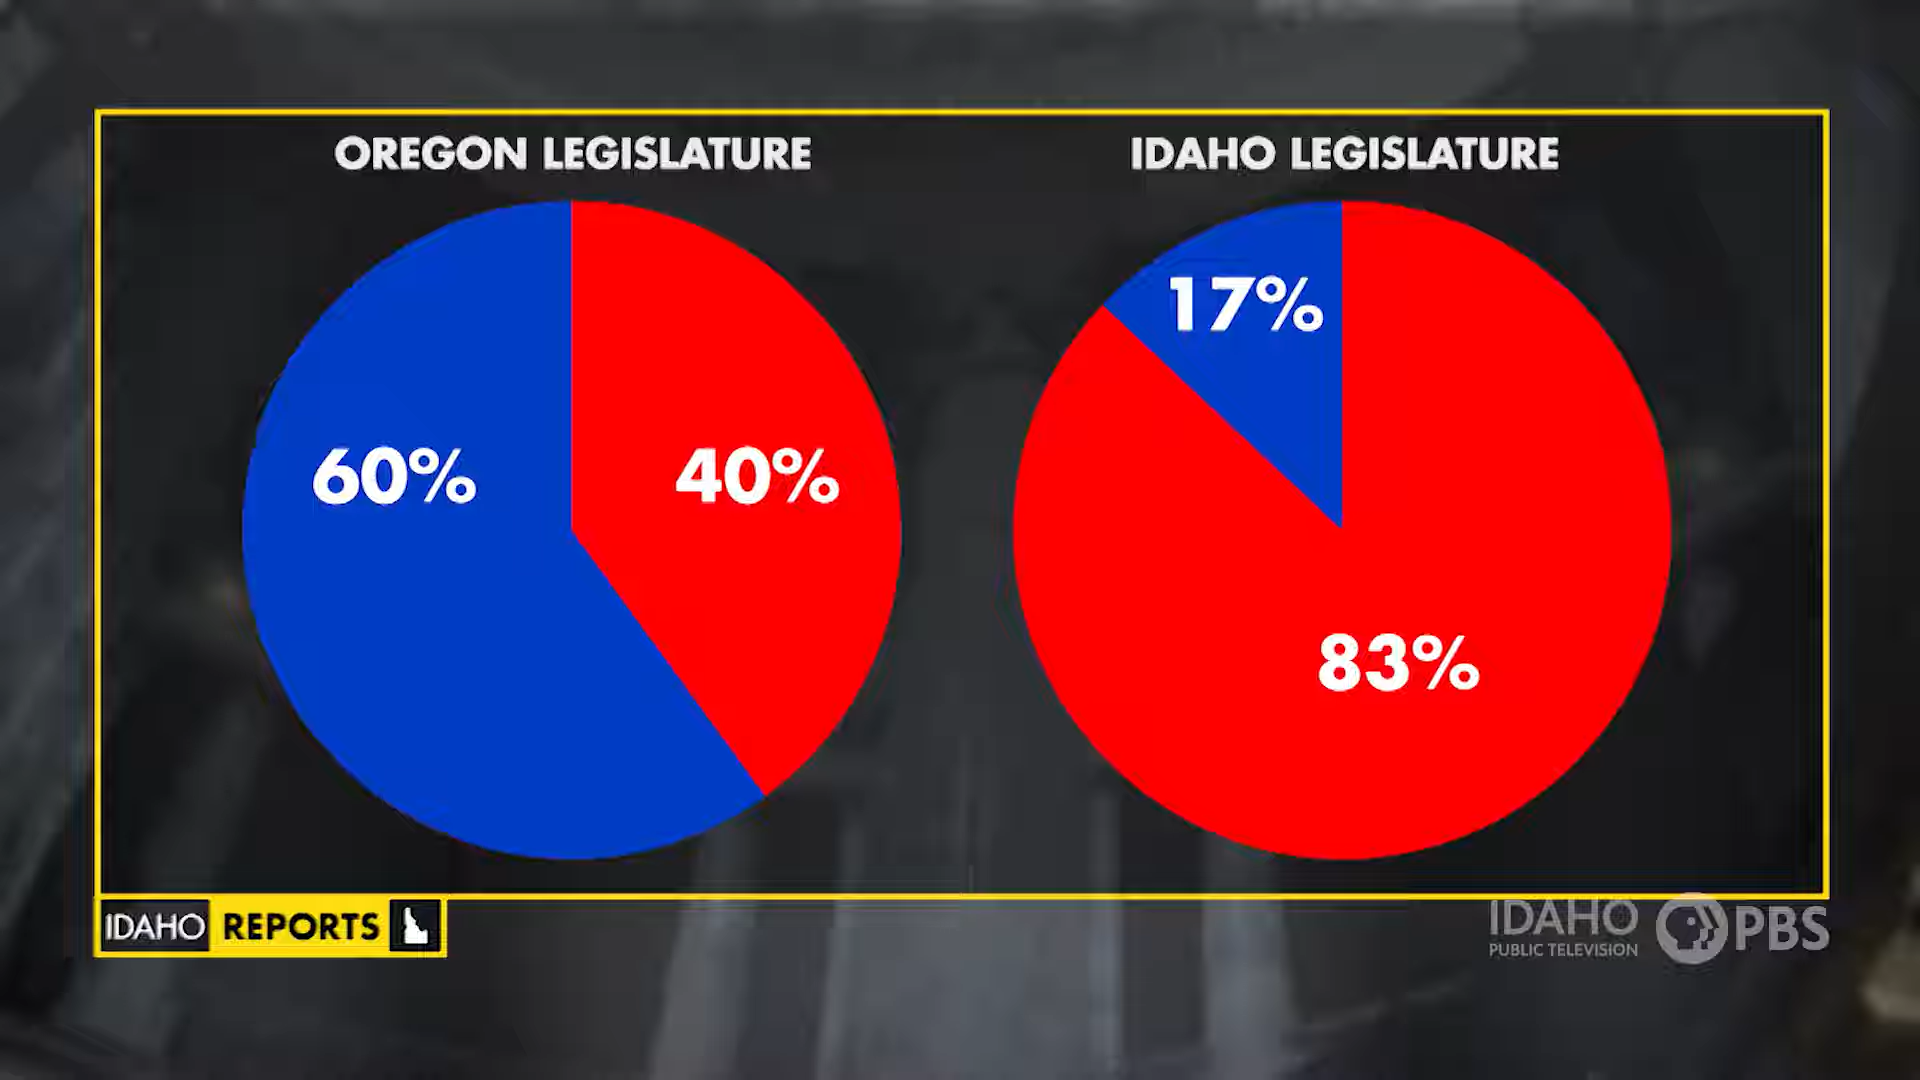 OREGON LEGISLATURE
60%
40%
IDAHO LEGISLATURE
17%
83%
IDAHO REPORTS
IDAHO
PUBLIC TELEVISION
PBS